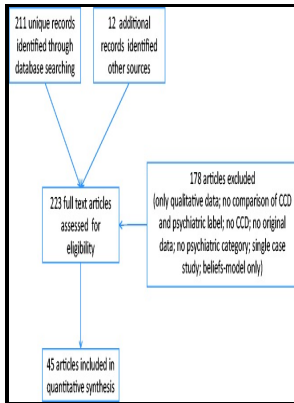 211 unique records
identified through
database searching
12 additional
records identified
other sources
223 full text articles
assessed for
eligibility
178 articles excluded
(only qualitative data; no comparison of CCD
and psychiatric label; no CCD; no original
data; no psychiatric category; single case
study; beliefs-model only)
45 articles included in
quantitative synthesis